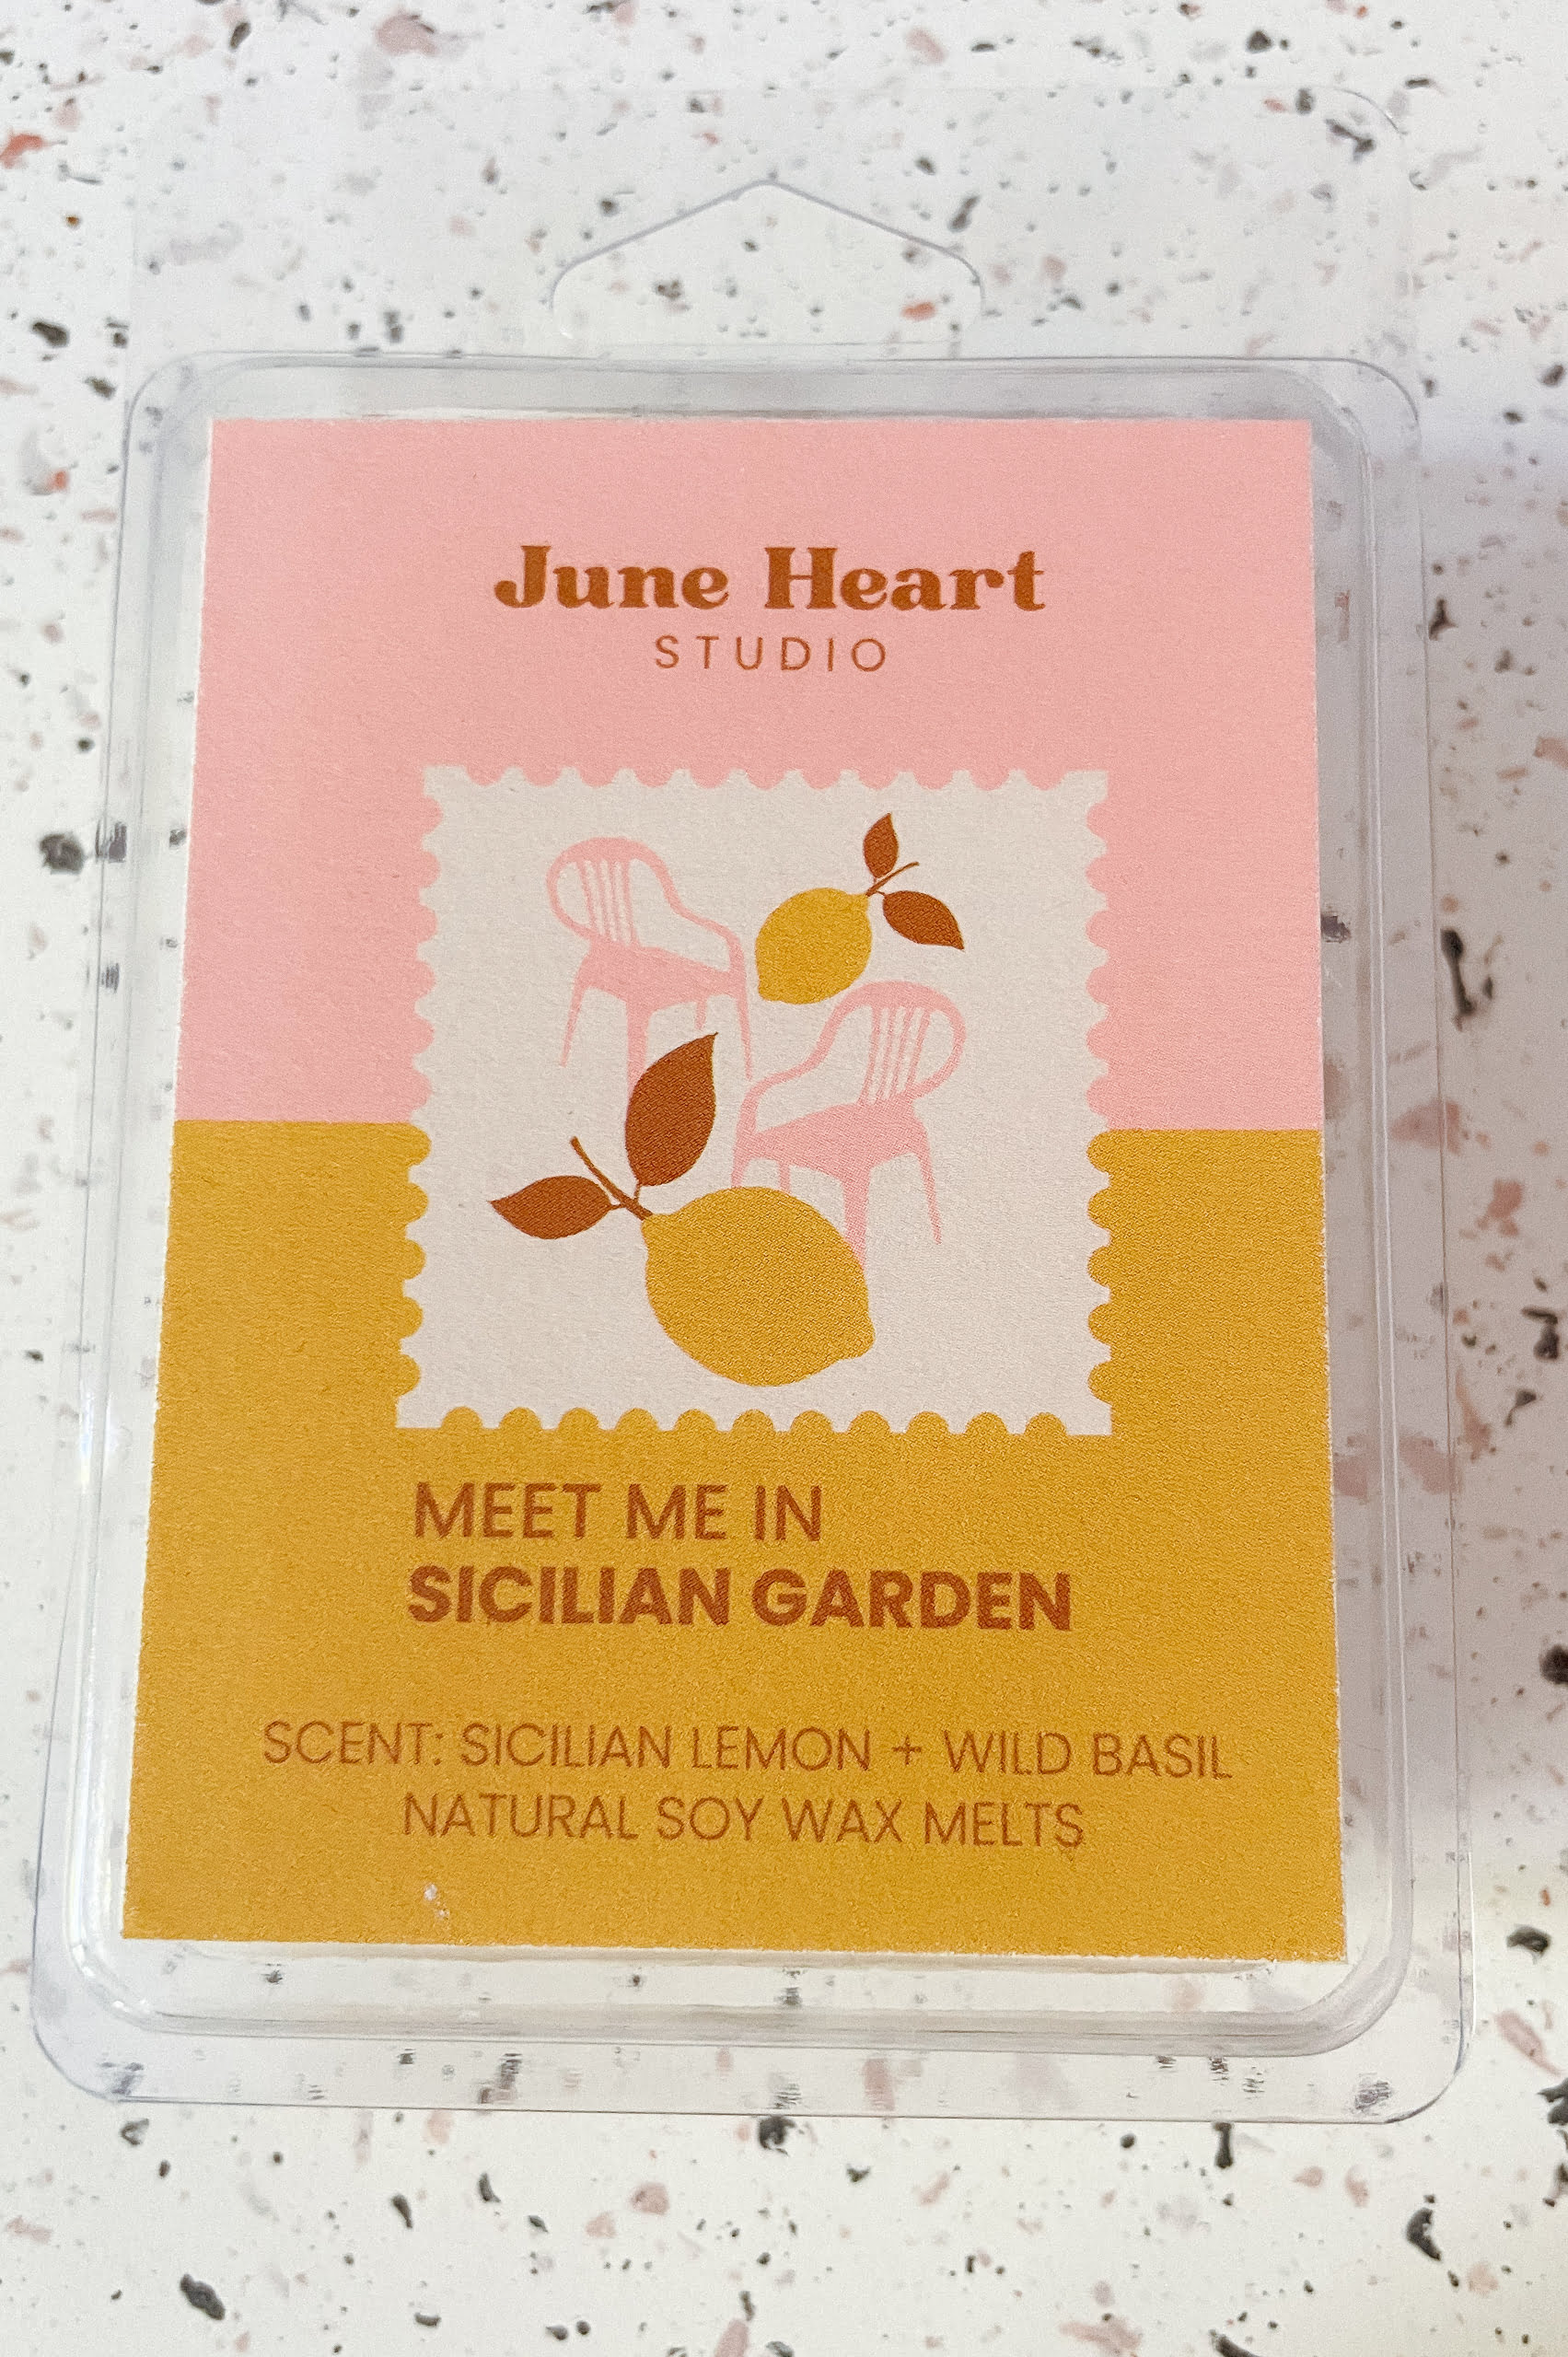 June Heart
STUDIO
MEET ME IN
SICILIAN GARDEN
SCENT: SICILIAN LEMON + WILD BASIL
NATURAL SOY WAX MELTS